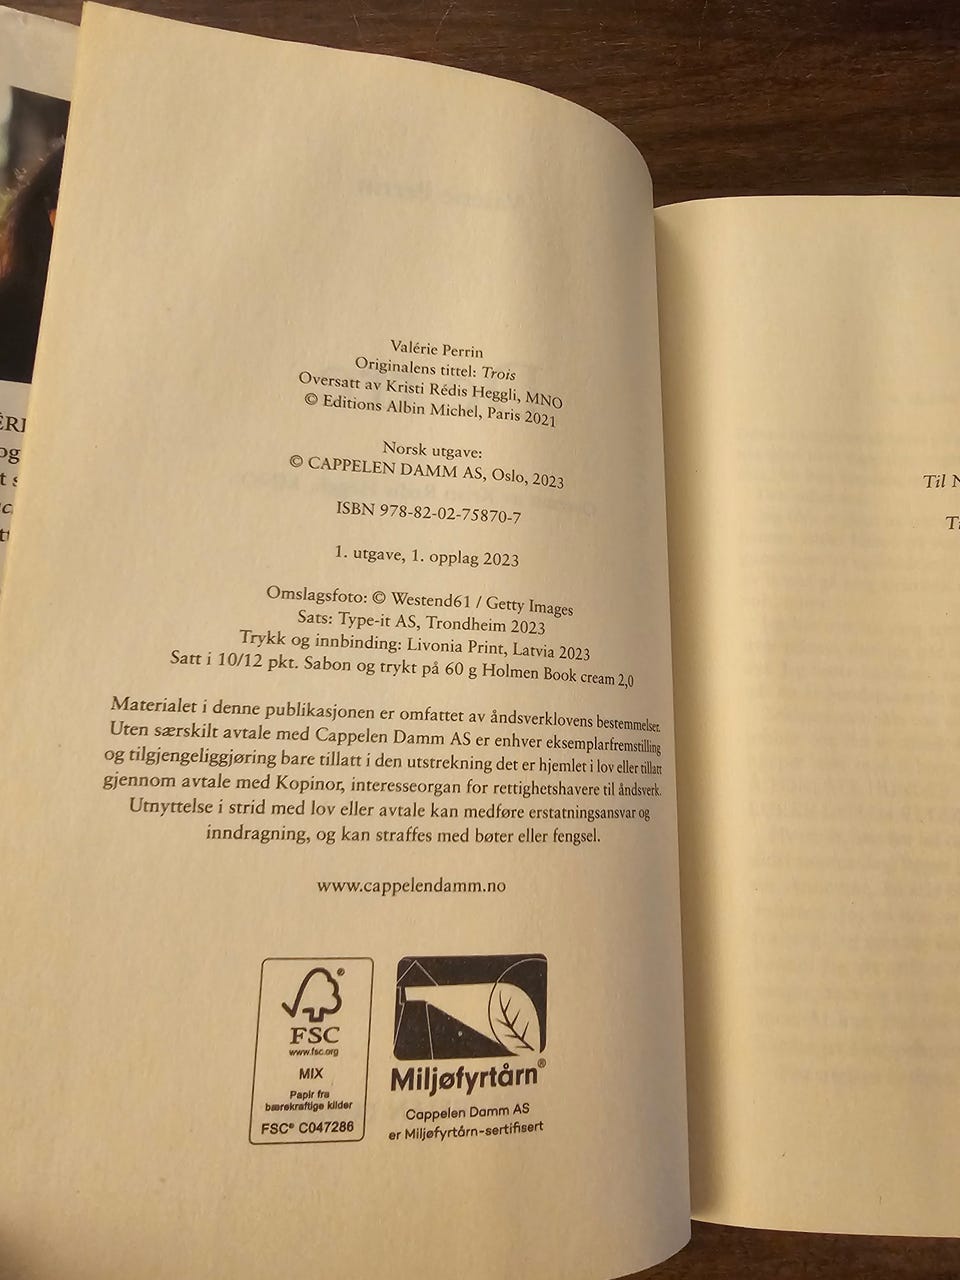 Valérie Perrin
Originalens tittel: Trois
Oversatt av Kristi Rédis Heggli, MNO
© Editions Albin Michel, Paris 2021
Norsk utgave:
© CAPPELEN DAMM AS, Oslo, 2023
ISBN 978-82-02-75870-7
1. utgave, 1. opplag 2023
Omslagsfoto: © Westend61 / Getty Images
Sats: Type-it AS, Trondheim 2023
Trykk og innbinding: Livonia Print, Latvia 2023
Satt i 10/12 pkt. Sabon og trykt på 60 g Holmen Book cream 2,0
Materialet i denne publikasjonen er omfattet av åndsverklovens bestemmelser.
Uten særskilt avtale med Cappelen Damm AS er enhver eksemplarfremstilling
og tilgjengeliggjøring bare tillatt i den utstrekning det er hjemlet i lov eller tillatt
gjennom avtale med Kopinor, interesseorgan for rettighetshavere til åndsverk.
Utnyttelse i strid med lov eller avtale kan medføre erstatningsansvar og
inndragning, og kan straffes med bøter eller fengsel.
www.cappelendamm.no
FSC
www.fsc.org
MIX
Papir fra
bærekraftige kilder
FSC® C047286
Miljøfyrtårn®
Cappelen Damm AS
er Miljøfyrtårn-sertifisert
Til N